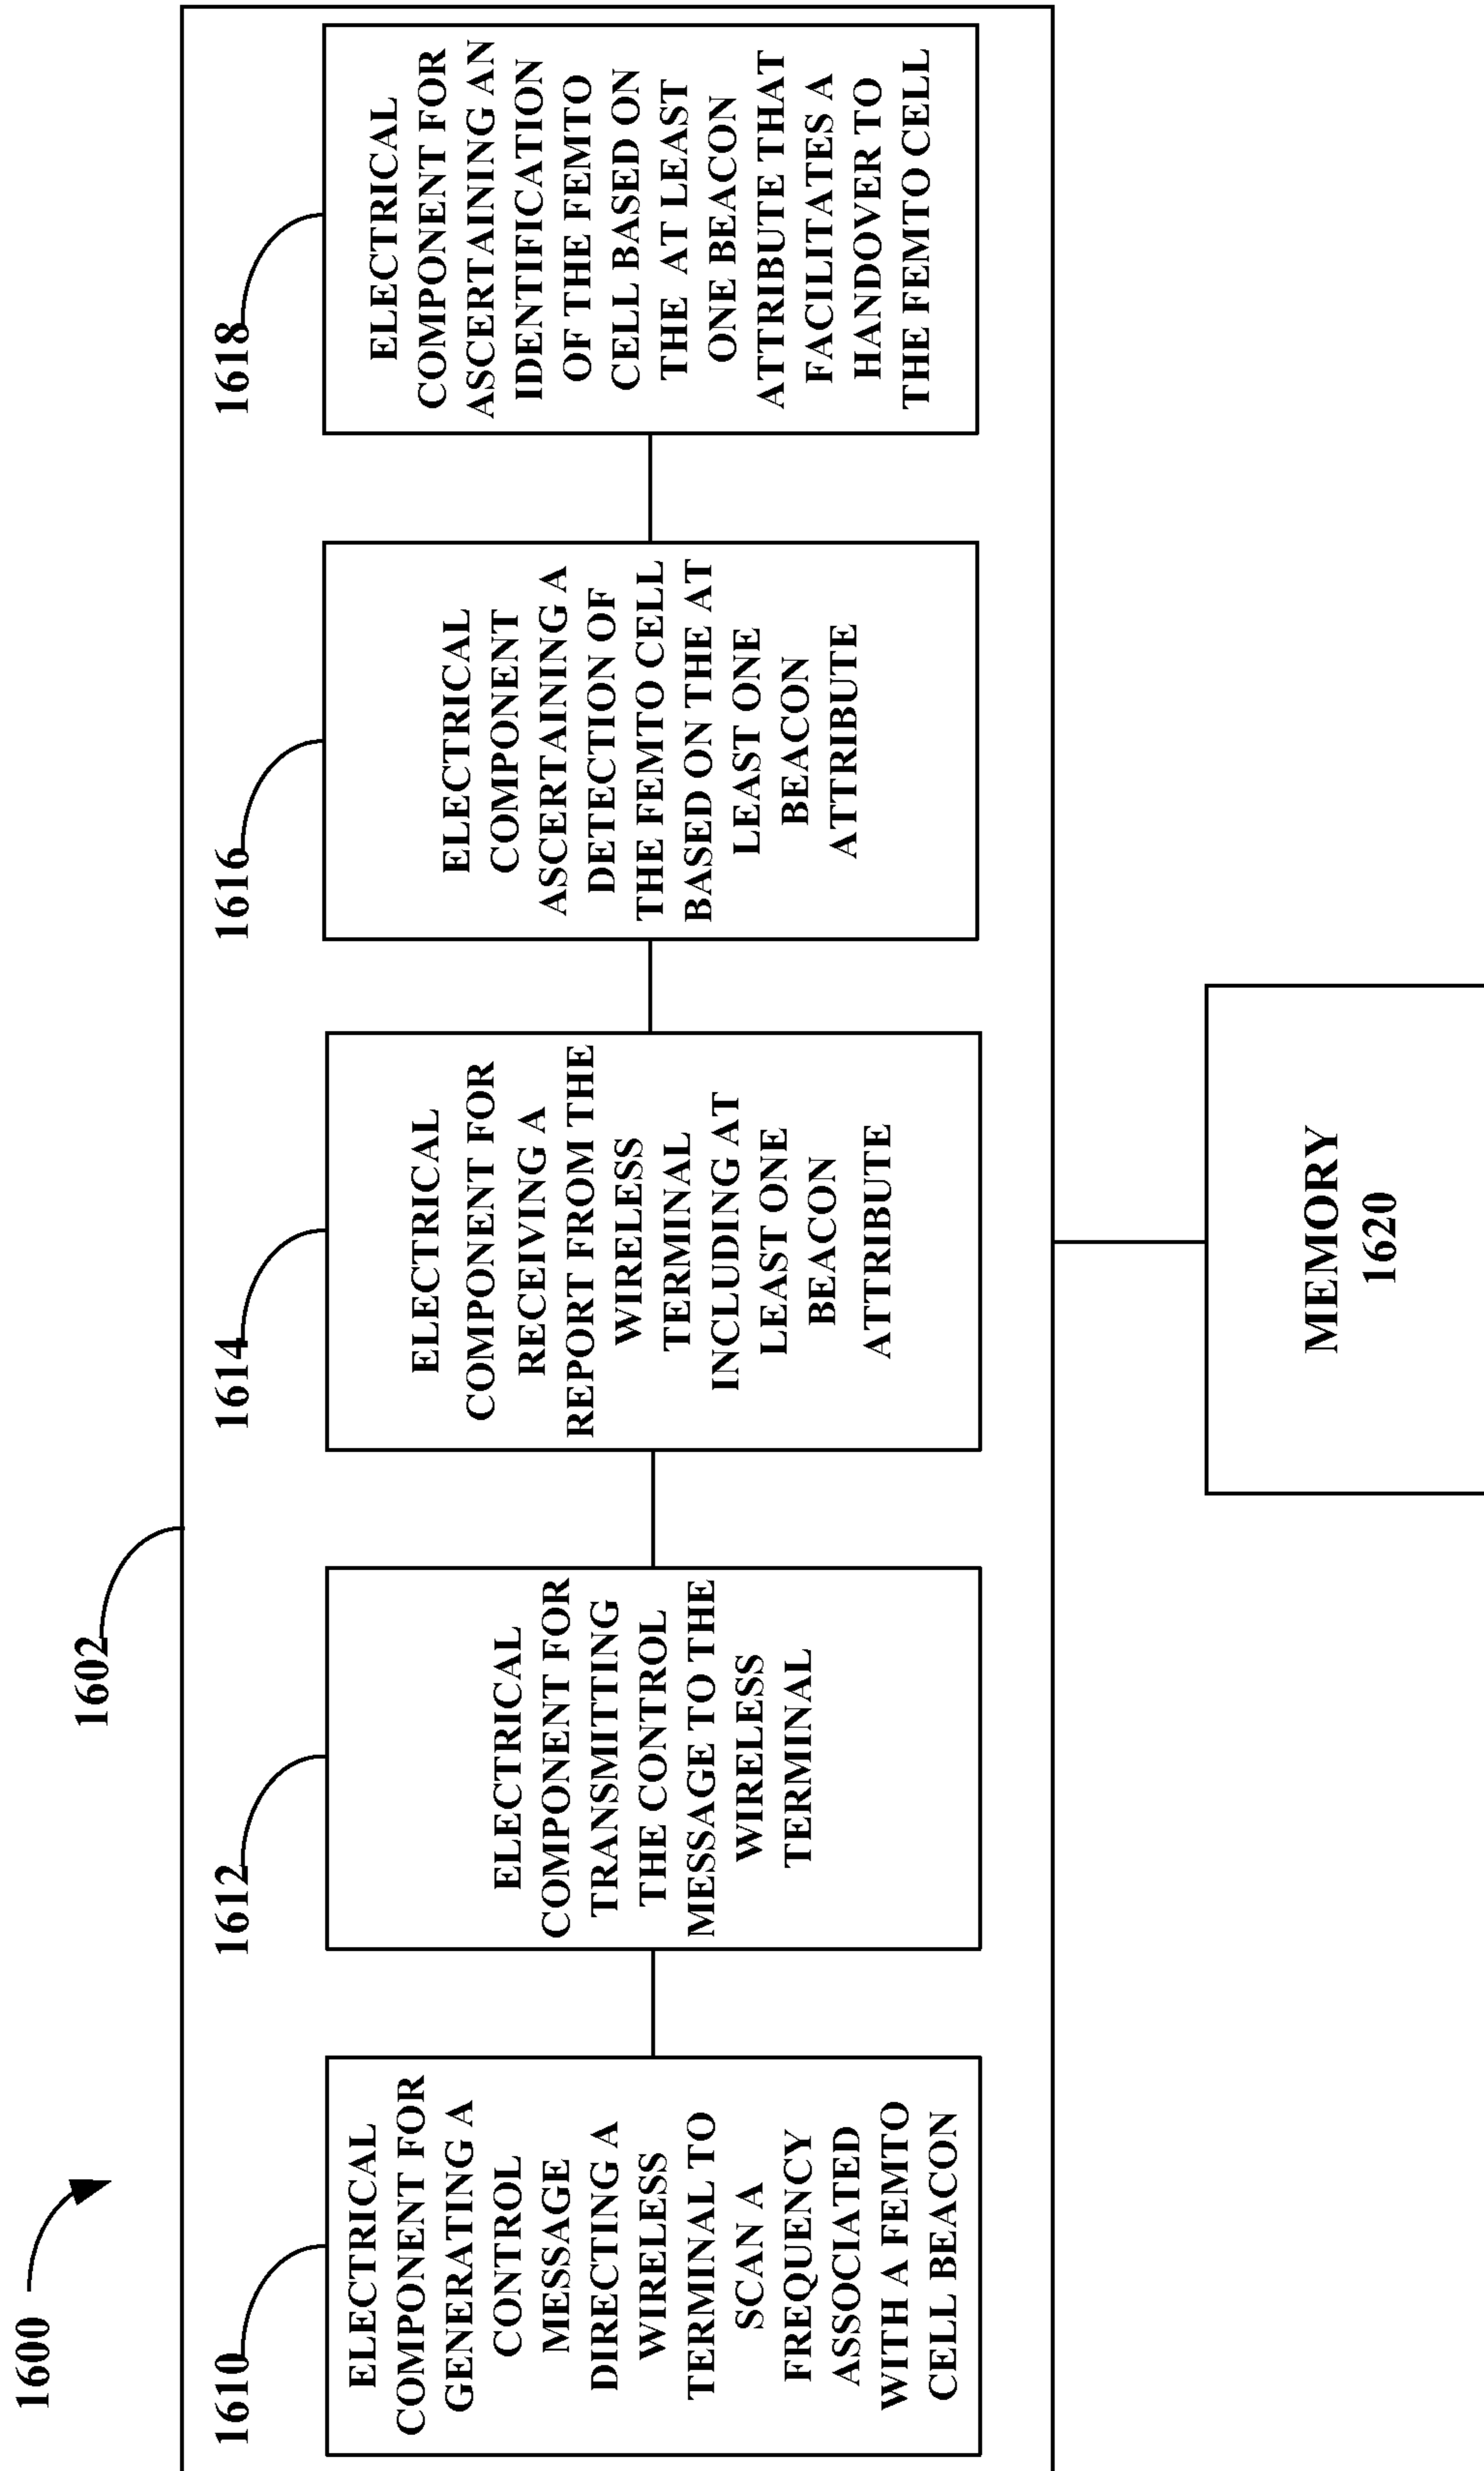 1600
1602
1610
ELECTRICAL
COMPONENT FOR
GENERATING A
CONTROL
MESSAGE
DIRECTING A
WIRELESS
TERMINAL TO
SCAN A
FREQUENCY
ASSOCIATED
WITH A FEMTO
CELL BEACON
1612
ELECTRICAL
COMPONENT FOR
TRANSMITTING
THE CONTROL
MESSAGE TO THE
WIRELESS
TERMINAL
1614
ELECTRICAL
COMPONENT FOR
RECEIVING A
REPORT FROM THE
WIRELESS
TERMINAL
INCLUDING AT
LEAST ONE
BEACON
ATTRIBUTE
1616
ELECTRICAL
COMPONENT
ASCERTAINING A
DETECTION OF
THE FEMTO CELL
BASED ON THE AT
LEAST ONE
BEACON
ATTRIBUTE
1618
ELECTRICAL
COMPONENT FOR
ASCERTAINING AN
IDENTIFICATION
OF THE FEMTO
CELL BASED ON
THE AT LEAST
ONE BEACON
ATTRIBUTE THAT
FACILITATES A
HANDOVER TO
THE FEMTO CELL
MEMORY
1620